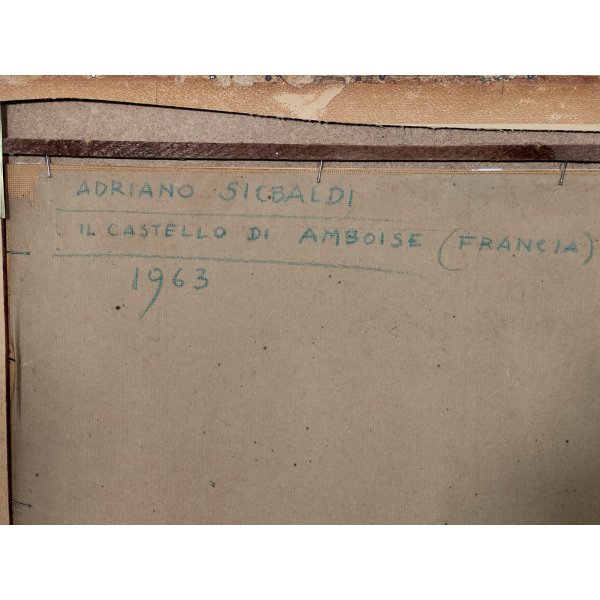 ADRIANO SICBALDI
IL CASTELLO DI AMBOISE (FRANCIA)
1963